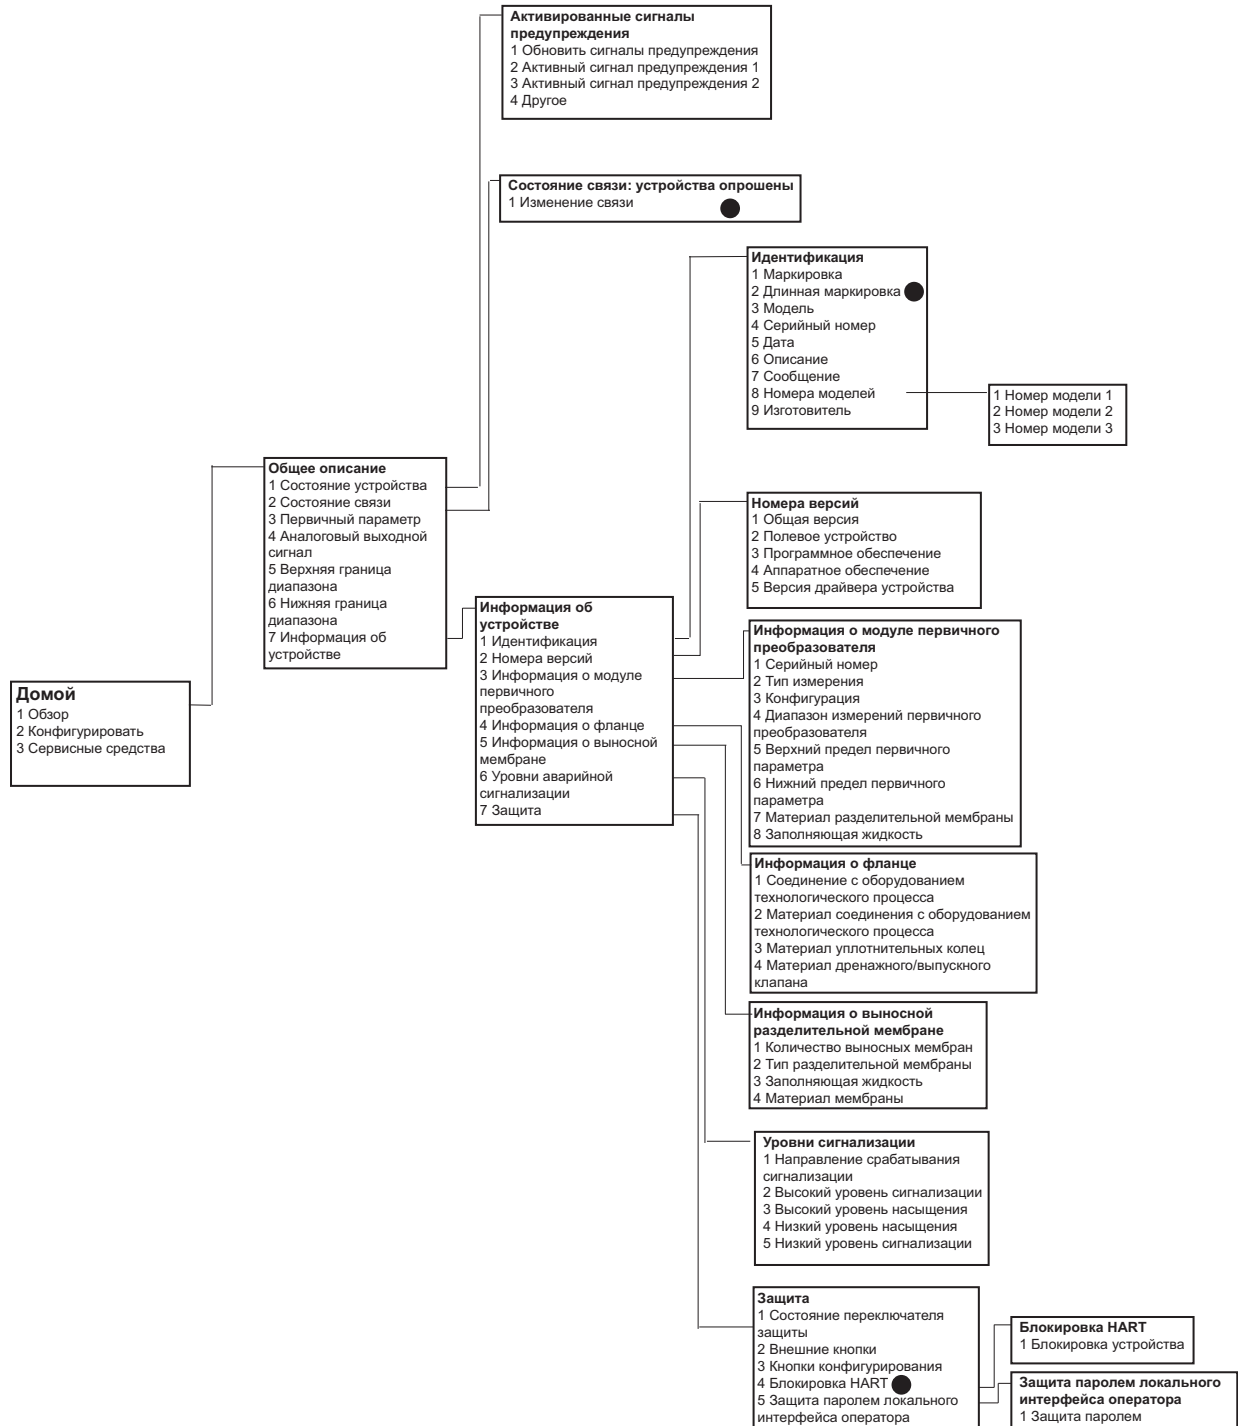 Активированные сигналы
предупреждения
1 Обновить сигналы предупреждения
2 Активный сигнал предупреждения 1
3 Активный сигнал предупреждения 2
4 Другое
Состояние связи: устройства опрошены
1 Изменение связи
Идентификация
1 Маркировка
2 Длинная маркировка
3 Модель
4 Серийный номер
5 Дата
6 Описание
7 Сообщение
8 Номера моделей
9 Изготовитель
1 Номер модели 1
2 Номер модели 2
3 Номер модели 3
Общее описание
1 Состояние устройства
2 Состояние связи
3 Первичный параметр
4 Аналоговый выходной
сигнал
5 Верхняя граница
диапазона
6 Нижняя граница
диапазона
7 Информация об
устройстве
Номера версий
1 Общая версия
2 Полевое устройство
3 Программное обеспечение
4 Аппаратное обеспечение
5 Версия драйвера устройства
Информация об
устройстве
1 Идентификация
2 Номера версий
3 Информация о модуле
первичного
преобразователя
4 Информация о фланце
5 Информация о выносной
мембране
6 Уровни аварийной
сигнализации
7 Защита
Информация о модуле первичного
преобразователя
1 Серийный номер
2 Тип измерения
3 Конфигурация
4 Диапазон измерений первичного
преобразователя
5 Верхний предел первичного
параметра
6 Нижний предел первичного
параметра
7 Материал разделительной мембраны
8 Заполняющая жидкость
Домой
1 Обзор
2 Конфигурировать
3 Сервисные средства
Информация о фланце
1 Соединение с оборудованием
технологического процесса
2 Материал соединения с оборудованием
технологического процесса
3 Материал уплотнительных колец
4 Материал дренажного/выпускного
клапана
Информация о выносной
разделительной мембране
1 Количество выносных мембран
2 Тип разделительной мембраны
3 Заполняющая жидкость
4 Материал мембраны
Уровни сигнализации
1 Направление срабатывания
сигнализации
2 Высокий уровень сигнализации
3 Высокий уровень насыщения
4 Низкий уровень насыщения
5 Низкий уровень сигнализации
Защита
1 Состояние переключателя
защиты
2 Внешние кнопки
3 Кнопки конфигурирования
4 Блокировка HART
5 Защита паролем локального
интерфейса оператора
Блокировка HART
1 Блокировка устройства
Защита паролем локального
интерфейса оператора
1 Защита паролем